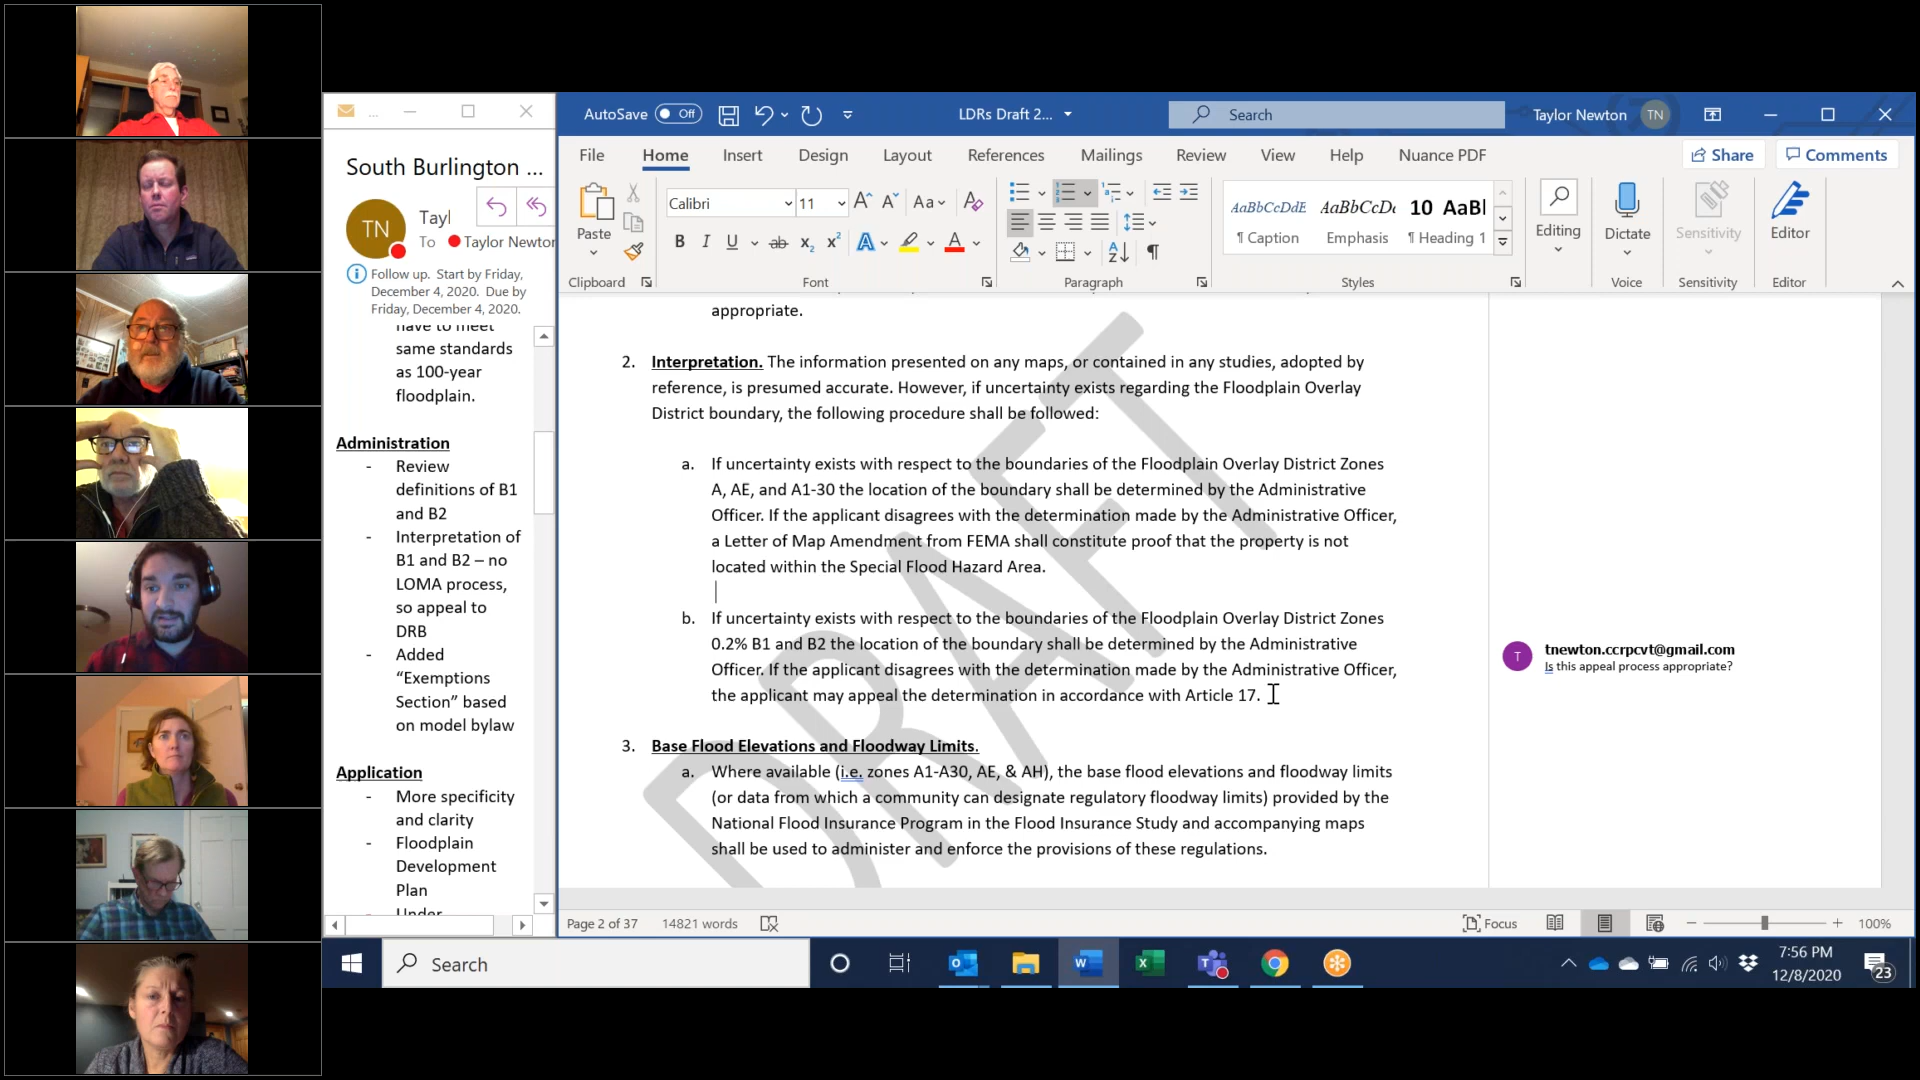 South Burlington ...
TN
Tayl
To Taylor Newtor
Follow up. Start by Friday,
December 4, 2020. Due by
Friday, December 4, 2020.
have to meet
same standards
as 100-year
floodplain.
Administration
- Review
definitions of B1
and B2
- Interpretation of
B1 and B2 – no
LOMA process,
so appeal to
DRB
- Added
“Exemptions
Section” based
on model bylaw
Application
- More specificity
and clarity
- Floodplain
Development
Plan
- Under
AutoSave Off
LDRs Draft 2...
Search
Taylor Newton TN
File Home Insert Design Layout References Mailings Review View Help Nuance PDF Share Comments
Paste
Calibri 11
Aa
B I U ab x2 x2 A A
AaBbCcDdE AaBbCcDc 10 AaBl
¶ Caption Emphasis ¶ Heading 1
Editing Dictate Sensitivity Editor
Clipboard Font Paragraph Styles Voice Sensitivity Editor
DRAFT
appropriate.
2. Interpretation. The information presented on any maps, or contained in any studies, adopted by
reference, is presumed accurate. However, if uncertainty exists regarding the Floodplain Overlay
District boundary, the following procedure shall be followed:
a. If uncertainty exists with respect to the boundaries of the Floodplain Overlay District Zones
A, AE, and A1-30 the location of the boundary shall be determined by the Administrative
Officer. If the applicant disagrees with the determination made by the Administrative Officer,
a Letter of Map Amendment from FEMA shall constitute proof that the property is not
located within the Special Flood Hazard Area.
b. If uncertainty exists with respect to the boundaries of the Floodplain Overlay District Zones
0.2% B1 and B2 the location of the boundary shall be determined by the Administrative
Officer. If the applicant disagrees with the determination made by the Administrative Officer,
the applicant may appeal the determination in accordance with Article 17.
3. Base Flood Elevations and Floodway Limits.
a. Where available (i.e. zones A1-A30, AE, & AH), the base flood elevations and floodway limits
(or data from which a community can designate regulatory floodway limits) provided by the
National Flood Insurance Program in the Flood Insurance Study and accompanying maps
shall be used to administer and enforce the provisions of these regulations.
T tnewton.ccrpcvt@gmail.com
Is this appeal process appropriate?
Page 2 of 37 14821 words
Focus
100%
Search
7:56 PM
12/8/2020
23